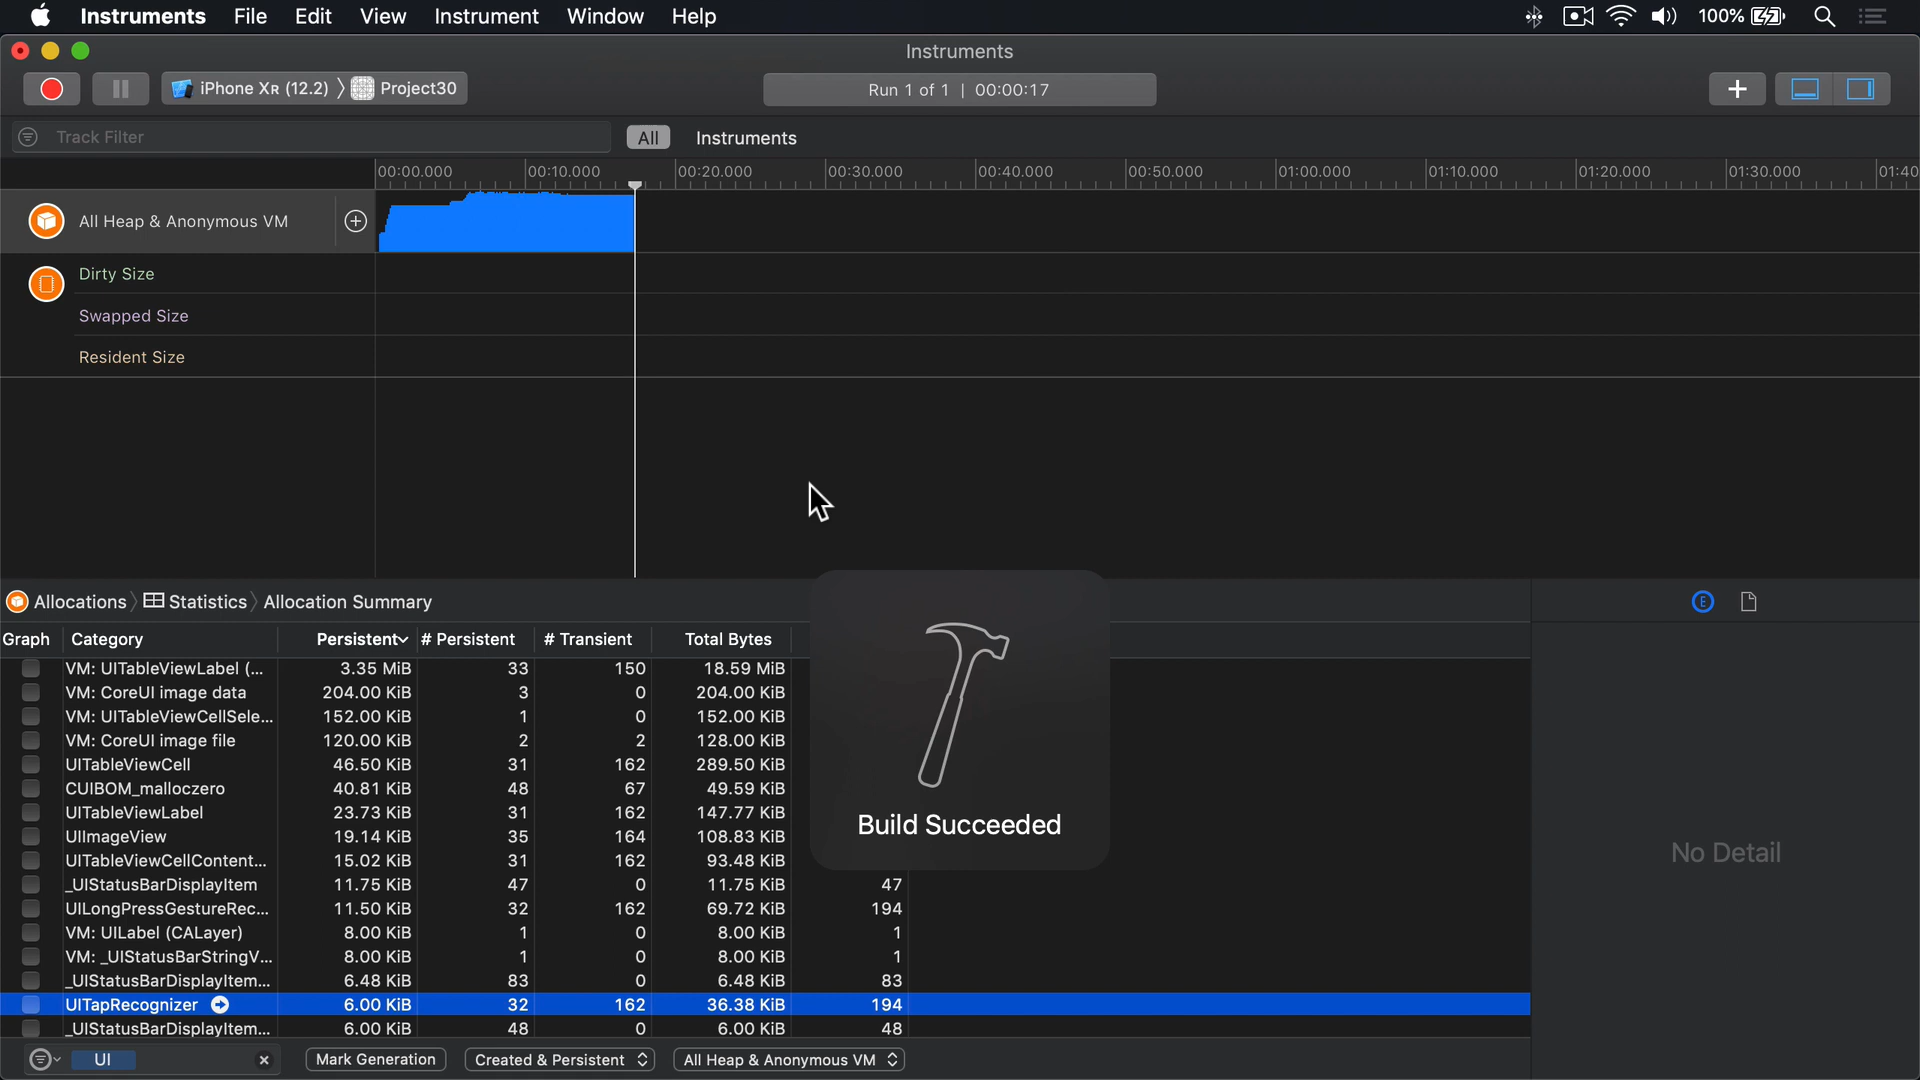 Instruments File Edit View Instrument Window Help 100%
Instruments
iPhone XR (12.2) Project30 Run 1 of 1 | 00:00:17
Track Filter All Instruments
00:00.000 00:10.000 00:20.000 00:30.000 00:40.000 00:50.000 01:00.000 01:10.000 01:20.000 01:30.000 01:40
All Heap & Anonymous VM
Dirty Size
Swapped Size
Resident Size
Allocations Statistics Allocation Summary E
Graph Category Persistent # Persistent # Transient Total Bytes
VM: UITableViewLabel (... 3.35 MiB 33 150 18.59 MiB
VM: CoreUI image data 204.00 KiB 3 0 204.00 KiB
VM: UITableViewCellSele... 152.00 KiB 1 0 152.00 KiB
VM: CoreUI image file 120.00 KiB 2 2 128.00 KiB
UITableViewCell 46.50 KiB 31 162 289.50 KiB
CUIBOM_malloczero 40.81 KiB 48 67 49.59 KiB
UITableViewLabel 23.73 KiB 31 162 147.77 KiB
UIImageView 19.14 KiB 35 164 108.83 KiB
Build Succeeded
No Detail
UITableViewCellContent... 15.02 KiB 31 162 93.48 KiB
_UIStatusBarDisplayItem 11.75 KiB 47 0 11.75 KiB 47
UILongPressGestureRec... 11.50 KiB 32 162 69.72 KiB 194
VM: UILabel (CALayer) 8.00 KiB 1 0 8.00 KiB 1
VM: _UIStatusBarStringV... 8.00 KiB 1 0 8.00 KiB 1
_UIStatusBarDisplayItem... 6.48 KiB 83 0 6.48 KiB 83
UITapRecognizer 6.00 KiB 32 162 36.38 KiB 194
_UIStatusBarDisplayItem... 6.00 KiB 48 0 6.00 KiB 48
UI Mark Generation Created & Persistent All Heap & Anonymous VM